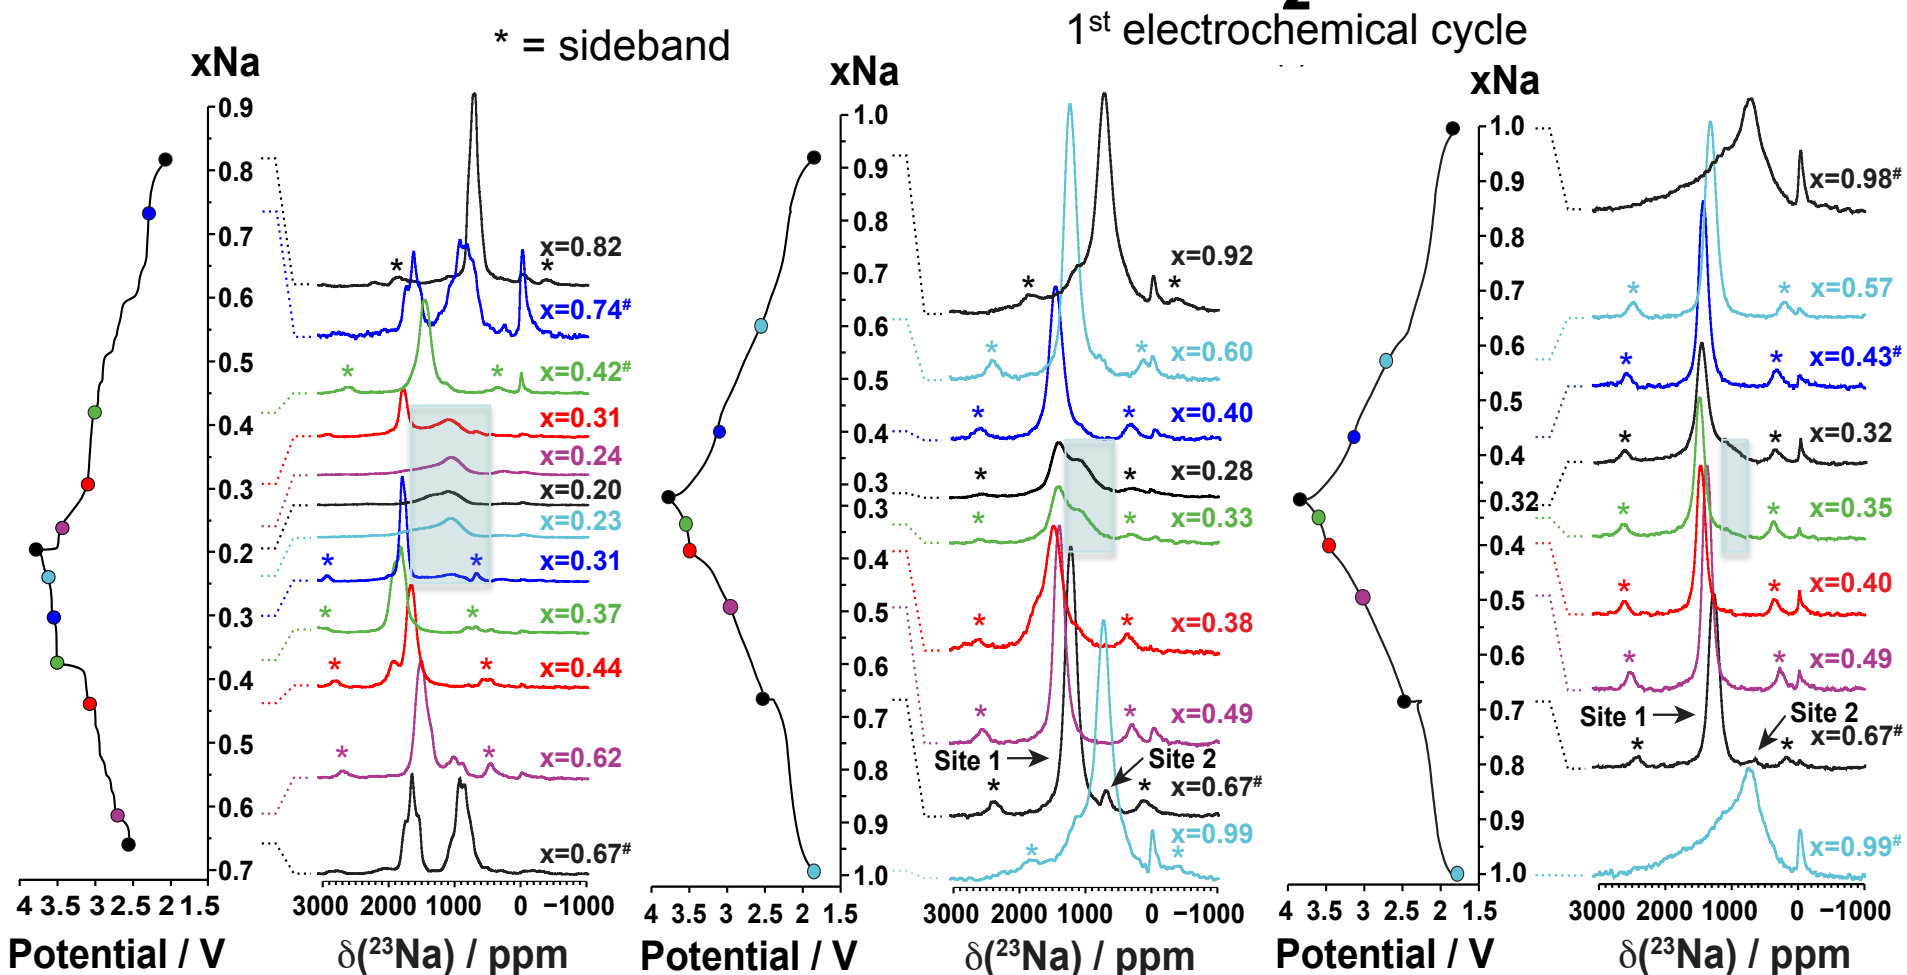 2
* = sideband
1st electrochemical cycle
xNa
0.9
0.8
0.7
0.6
0.5
0.4
0.3
0.2
0.3
0.4
0.5
0.6
0.7
4 3.5 3 2.5 2 1.5
Potential / V
* *
x=0.82
x=0.74#
* *
x=0.42#
x=0.31
x=0.24
x=0.20
x=0.23
* *
x=0.31
* *
x=0.37
* *
x=0.44
* *
x=0.62
x=0.67#
3000 2000 1000 0 −1000
δ(23Na) / ppm
xNa
1.0
0.9
0.8
0.7
0.6
0.5
0.4
0.3
0.3
0.4
0.5
0.6
0.7
0.8
0.9
1.0
4 3.5 3 2.5 2 1.5
Potential / V
x=0.92
* *
x=0.60
* *
x=0.40
* *
x=0.28
* *
x=0.33
* *
x=0.38
* *
x=0.49
* *
Site 1 Site 2
x=0.67#
* *
x=0.99
* *
3000 2000 1000 0 −1000
δ(23Na) / ppm
xNa
1.0
0.9
0.8
0.7
0.6
0.5
0.4
0.32
0.4
0.5
0.6
0.7
0.8
0.9
1.0
4 3.5 3 2.5 2 1.5
Potential / V
x=0.98#
x=0.57
* *
x=0.43#
* *
x=0.32
* *
x=0.35
* *
x=0.40
* *
x=0.49
* *
Site 1 Site 2
x=0.67#
* *
x=0.99#
3000 2000 1000 0 −1000
δ(23Na) / ppm